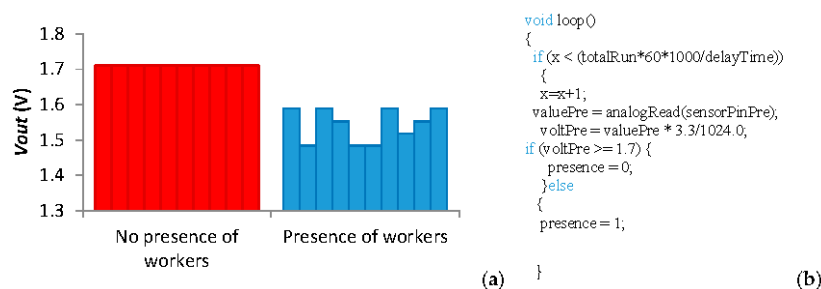 1.8
1.7
1.6
1.5
1.4
1.3
Vout (V)
No presence of
workers
Presence of workers
(a)
void loop()
{
if (x < (totalRun*60*1000/delayTime))
{
x=x+1;
valuePre = analogRead(sensorPinPre);
voltPre = valuePre * 3.3/1024.0;
if (voltPre >= 1.7) {
presence = 0;
}else
{
presence = 1;
}
(b)